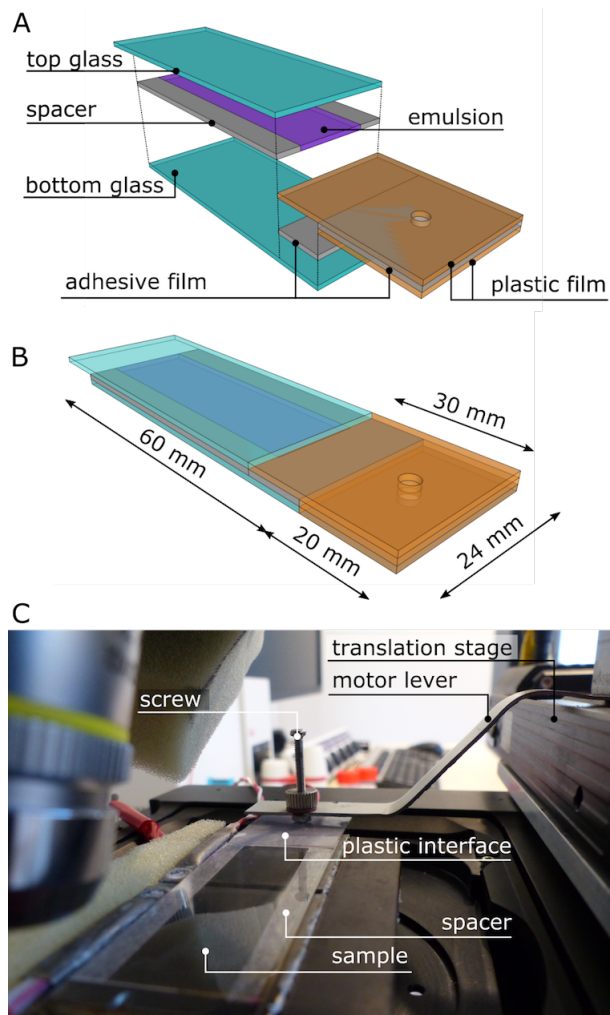 A
top glass
spacer
emulsion
bottom glass
adhesive film
plastic film
B
30 mm
60 mm
20 mm
24 mm
C
translation stage
motor lever
screw
plastic interface
spacer
sample